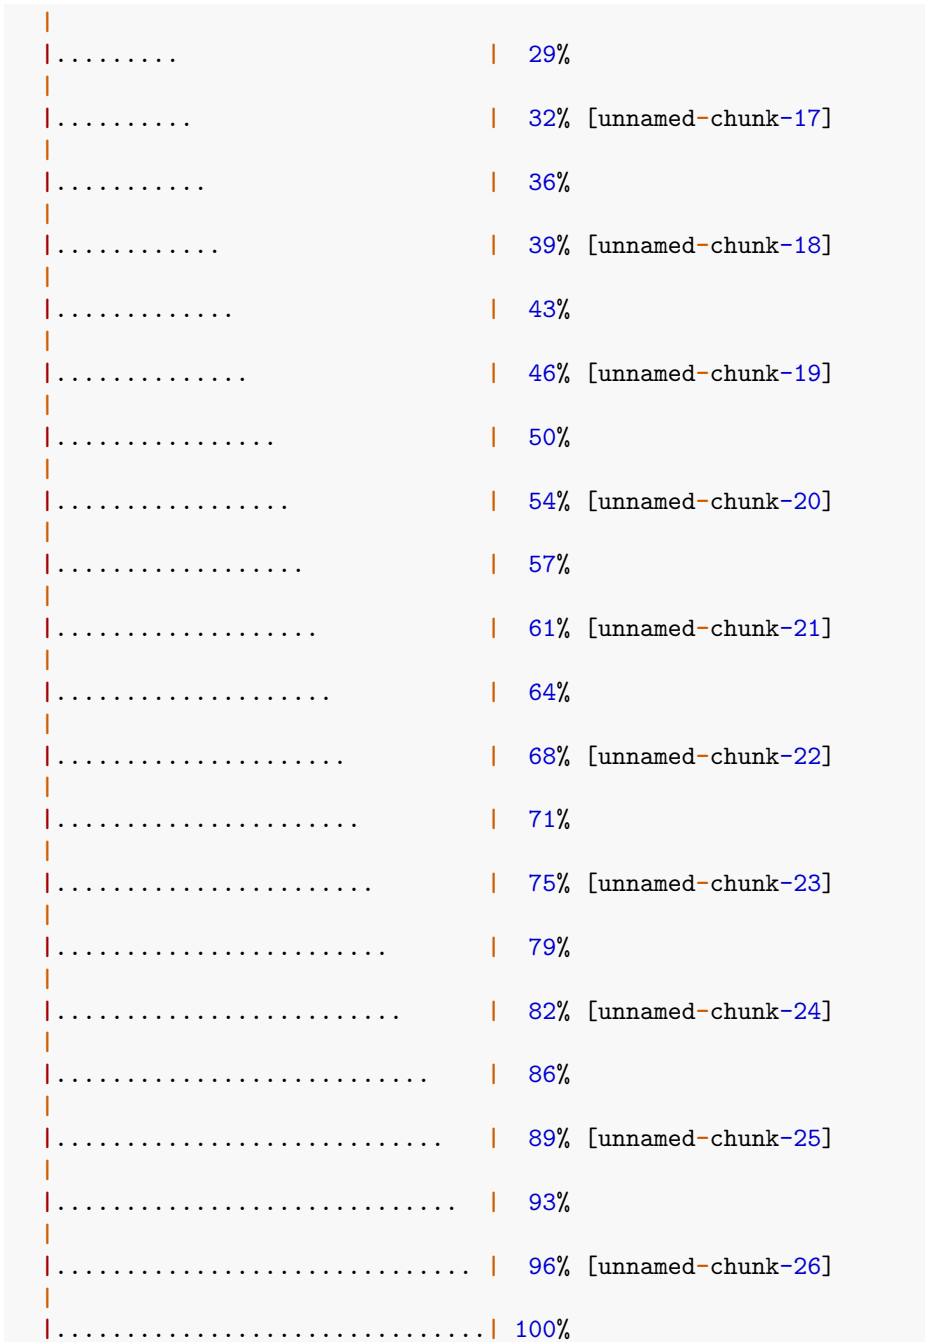 |
|.........                      |  29%
|
|..........                     |  32% [unnamed-chunk-17]
|
|...........                    |  36%
|
|............                   |  39% [unnamed-chunk-18]
|
|.............                  |  43%
|
|..............                 |  46% [unnamed-chunk-19]
|
|................               |  50%
|
|.................              |  54% [unnamed-chunk-20]
|
|..................             |  57%
|
|...................            |  61% [unnamed-chunk-21]
|
|....................           |  64%
|
|.....................          |  68% [unnamed-chunk-22]
|
|......................         |  71%
|
|.......................        |  75% [unnamed-chunk-23]
|
|........................       |  79%
|
|.........................      |  82% [unnamed-chunk-24]
|
|...........................    |  86%
|
|............................   |  89% [unnamed-chunk-25]
|
|.............................  |  93%
|
|.............................. |  96% [unnamed-chunk-26]
|
|...............................| 100%